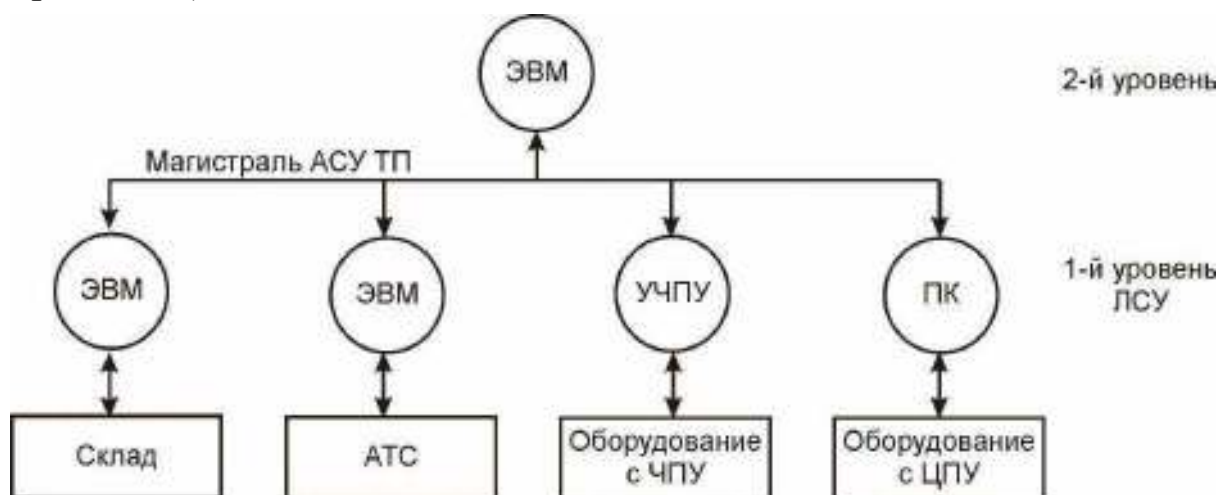 ЭВМ
2-й уровень
Магистраль АСУ ТП
ЭВМ
ЭВМ
УЧПУ
ПК
1-й уровень
ЛСУ
Склад
АТС
Оборудование
с ЧПУ
Оборудование
с ЦПУ